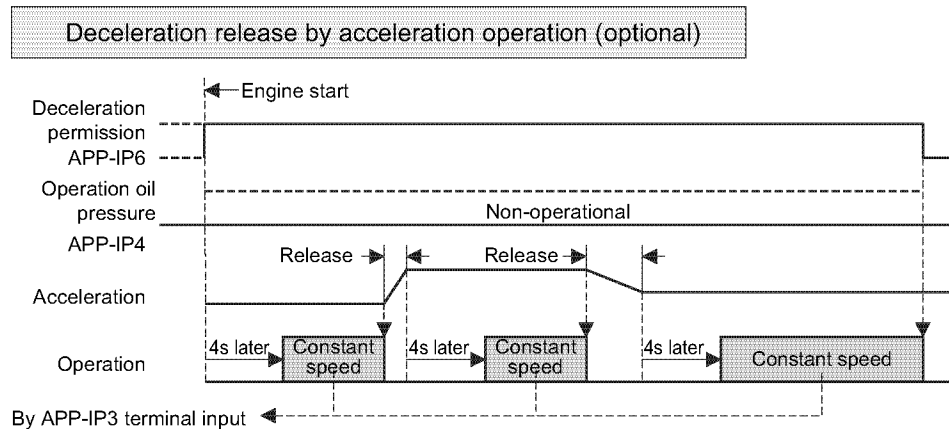 Deceleration release by acceleration operation (optional)
Engine start
Deceleration
permission
APP-IP6
Operation oil
pressure
Non-operational
APP-IP4
Release
Release
Acceleration
4s later
Constant
speed
4s later
Constant
speed
4s later
Constant speed
Operation
By APP-IP3 terminal input